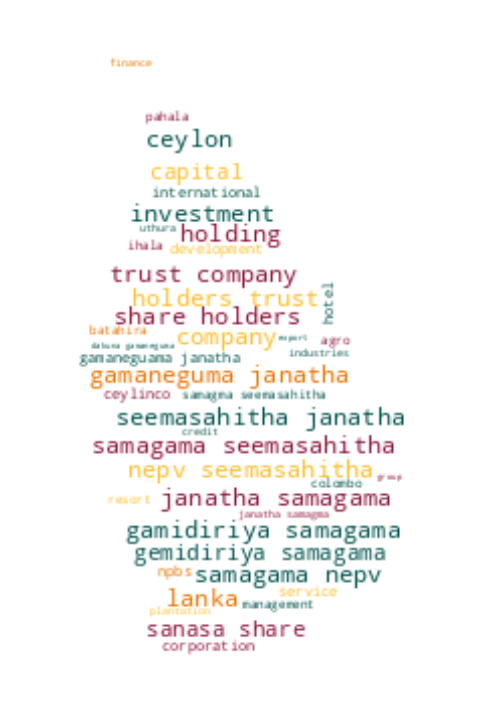 finance
pahala
ceylon
capital
international
investment
uthura holding
ihala development
trust company
holders trust hotel
share holders
batahira company export agro
dakuna gamaneguma industries
gamaneguama janatha
gamaneguma janatha
ceylinco samagma seemasahitha
seemasahitha janatha
credit
samagama seemasahitha
nepv seemasahitha group
colombo
resort janatha samagama
janatha samagma
gamidiriya samagama
gemidiriya samagama
npbs samagama nepv
service
lanka management
plantation
sanasa share
corporation